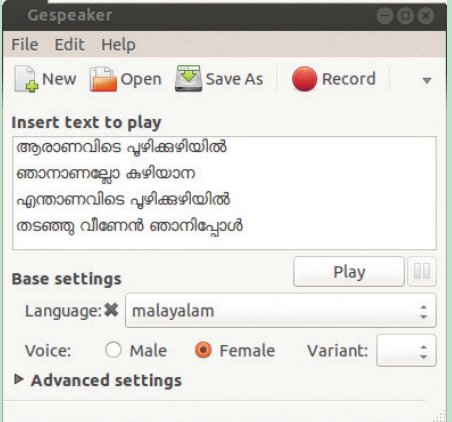 Gespeaker
File Edit Help
New Open Save As Record
Insert text to play
ആരാണവിടെ പൂഴിക്കുഴിയിൽ
ഞാനാണല്ലോ കുഴിയാന
എന്താണവിടെ പൂഴിക്കുഴിയിൽ
തടഞ്ഞു വീണേൻ ഞാനിപ്പോൾ
Base settings
Play
Language: malayalam
Voice: Male Female Variant:
Advanced settings